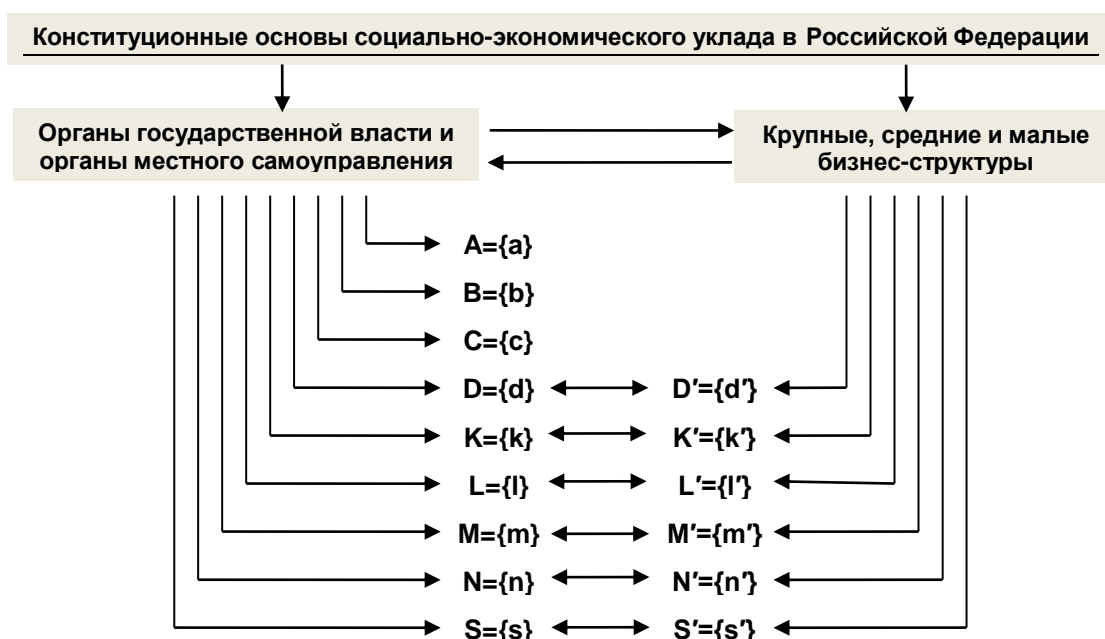 Конституционные основы социально-экономического уклада в Российской Федерации
Органы государственной власти и
органы местного самоуправления
Крупные, средние и малые
бизнес-структуры
A={a}
B={b}
C={c}
D={d} D′={d′}
K={k} K′={k′}
L={l} L′={l′}
M={m} M′={m′}
N={n} N′={n′}
S={s} S′={s′}